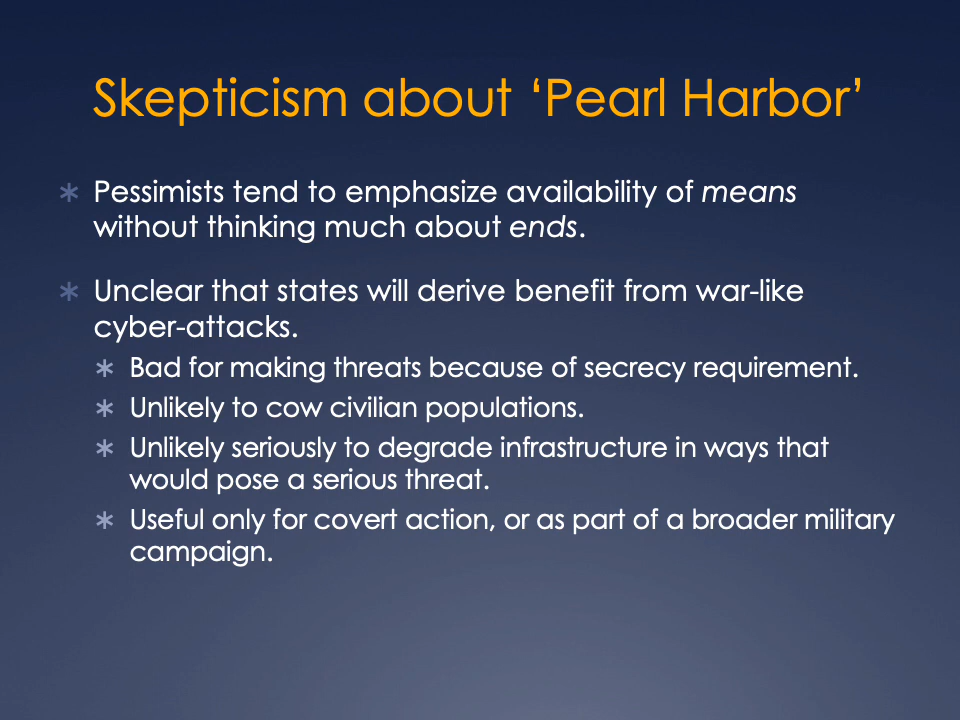 Skepticism about ‘Pearl Harbor’
Pessimists tend to emphasize availability of means
without thinking much about ends.
Unclear that states will derive benefit from war-like
cyber-attacks.
Bad for making threats because of secrecy requirement.
Unlikely to cow civilian populations.
Unlikely seriously to degrade infrastructure in ways that
would pose a serious threat.
Useful only for covert action, or as part of a broader military
campaign.